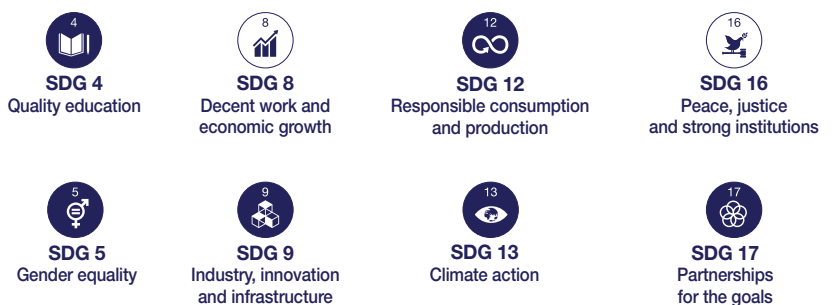 4
SDG 4
Quality education
8
SDG 8
Decent work and
economic growth
12
SDG 12
Responsible consumption
and production
16
SDG 16
Peace, justice
and strong institutions
5
SDG 5
Gender equality
9
SDG 9
Industry, innovation
and infrastructure
13
SDG 13
Climate action
17
SDG 17
Partnerships
for the goals